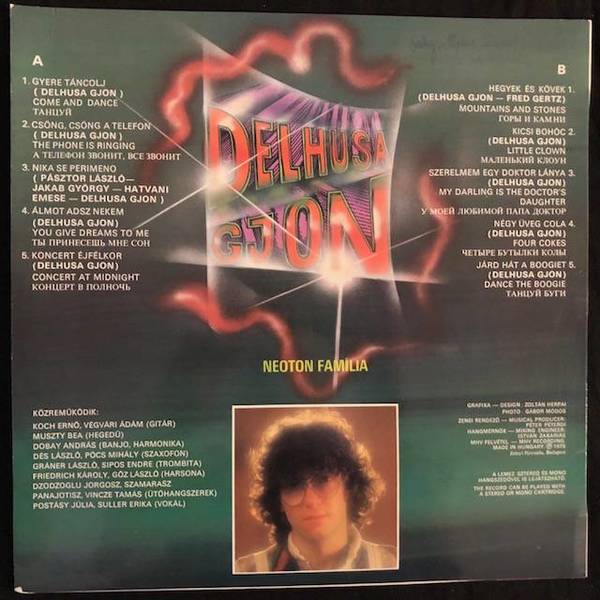 A
1. GYERE TÁNCOLJ
( DELHUSA GJON )
COME AND DANCE
ТАНЦУЙ
2. CSÖNG, CSÖNG A TELEFON
( DELHUSA GJON )
THE PHONE IS RINGING
А ТЕЛЕФОН ЗВОНИТ, ВСЕ ЗВОНИТ
3. NIKA SE PERIMENO
( PÁSZTOR LÁSZLÓ—
JAKAB GYÖRGY — HATVANI
EMESE — DELHUSA GJON )
4. ÁLMOT ADSZ NEKEM
(DELHUSA GJON)
YOU GIVE DREAMS TO ME
ТЫ ПРИНЕСЕШЬ МНЕ СОН
5. KONCERT ÉJFÉLKOR
(DELHUSA GJON)
CONCERT AT MIDNIGHT
КОНЦЕРТ В ПОЛНОЧЬ
DELHUSA
GJON
B
HEGYEK ÉS KÖVEK 1.
(DELHUSA GJON — FRED GERTZ)
MOUNTAINS AND STONES
ГОРЫ И КАМНИ
KICSI BOHÓC 2.
(DELHUSA GJON)
LITTLE CLOWN
МАЛЕНЬКИЙ КЛОУН
SZERELMEM EGY DOKTOR LÁNYA 3.
(DELHUSA GJON)
MY DARLING IS THE DOCTOR'S
DAUGHTER
У МОЕЙ ЛЮБИМОЙ ПАПА ДОКТОР
NÉGY ÜVEG COLA 4.
(DELHUSA GJON)
FOUR COKES
ЧЕТЫРЕ БУТЫЛКИ КОЛЫ
JÁRD HÁT A BOOGIET 5.
(DELHUSA GJON)
DANCE THE BOOGIE
ТАНЦУЙ БУГИ
NEOTON FAMÍLIA
KÖZREMŰKÖDIK:
KOCH ERNŐ, VÉGVÁRI ÁDÁM (GITÁR)
MUSZTY BEA (HEGEDŰ)
DOBAY ANDRÁS (BANJO, HARMONIKA)
DÉS LÁSZLÓ, PÓCS MIHÁLY (SZAXOFON)
GRÁNER LÁSZLÓ, SIPOS ENDRE (TROMBITA)
FRIEDRICH KÁROLY, GŐZ LÁSZLÓ (HARSONA)
DZODZOGLU JORGOSZ, SZAMARASZ
PANAJOTISZ, VINCZE TAMÁS (ÜTŐHANGSZEREK)
POSTÁSY JÚLIA, SULLER ERIKA (VOKÁL)
GRAFIKA — DESIGN: ZOLTÁN HERPAI
PHOTO: GÁBOR MÓDOS
ZENEI RENDEZŐ — MUSICAL PRODUCER:
PÉTER PÉTERDI
HANGMÉRNÖK — MIXING ENGINEER:
ISTVÁN ZAKARIÁS
MHV FELVÉTEL — MHV RECORDING
MADE IN HUNGARY
A LEMEZ SZTEREÓ ÉS MONO
HANGSZEDŐVEL IS LEJÁTSZHATÓ.
THE RECORD CAN BE PLAYED WITH
A STEREO OR MONO CARTRIDGE.